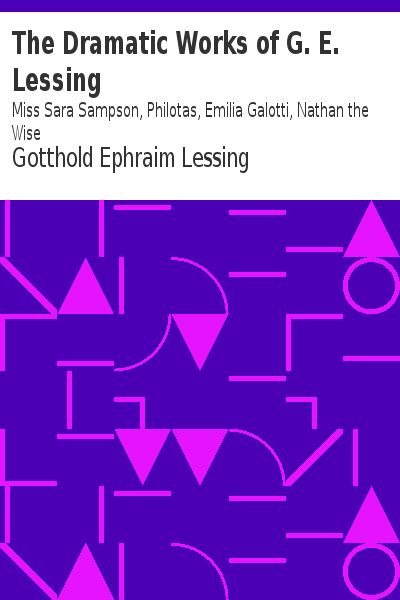 The Dramatic Works of G. E.
Lessing
Miss Sara Sampson, Philotas, Emilia Galotti, Nathan the
Wise
Gotthold Ephraim Lessing